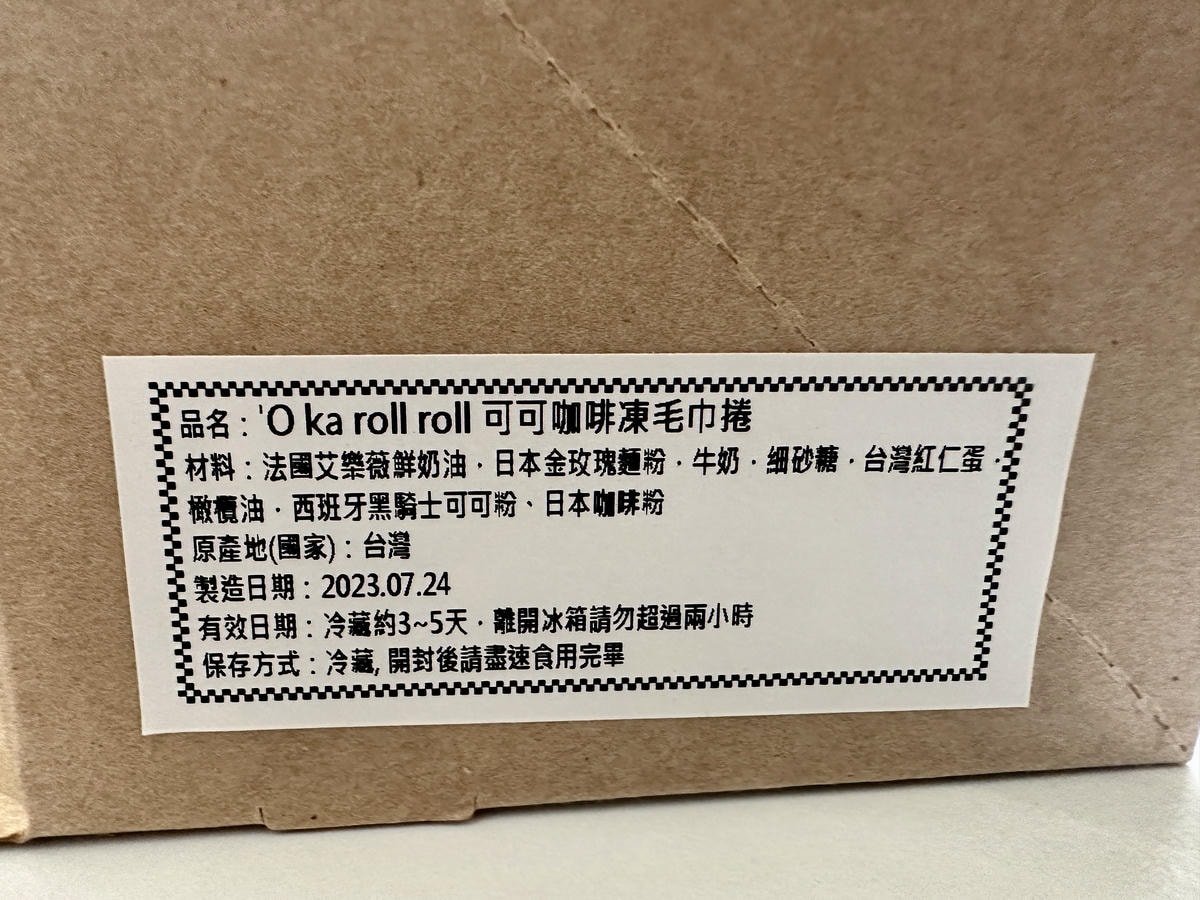 品名：'O ka roll roll 可可咖啡凍毛巾捲
材料：法國艾樂薇鮮奶油．日本金玫瑰麵粉．牛奶．細砂糖．台灣紅仁蛋．
橄欖油．西班牙黑騎士可可粉、日本咖啡粉
原產地(國家)：台灣
製造日期：2023.07.24
有效日期：冷藏約3~5天．離開冰箱請勿超過兩小時
保存方式：冷藏, 開封後請盡速食用完畢